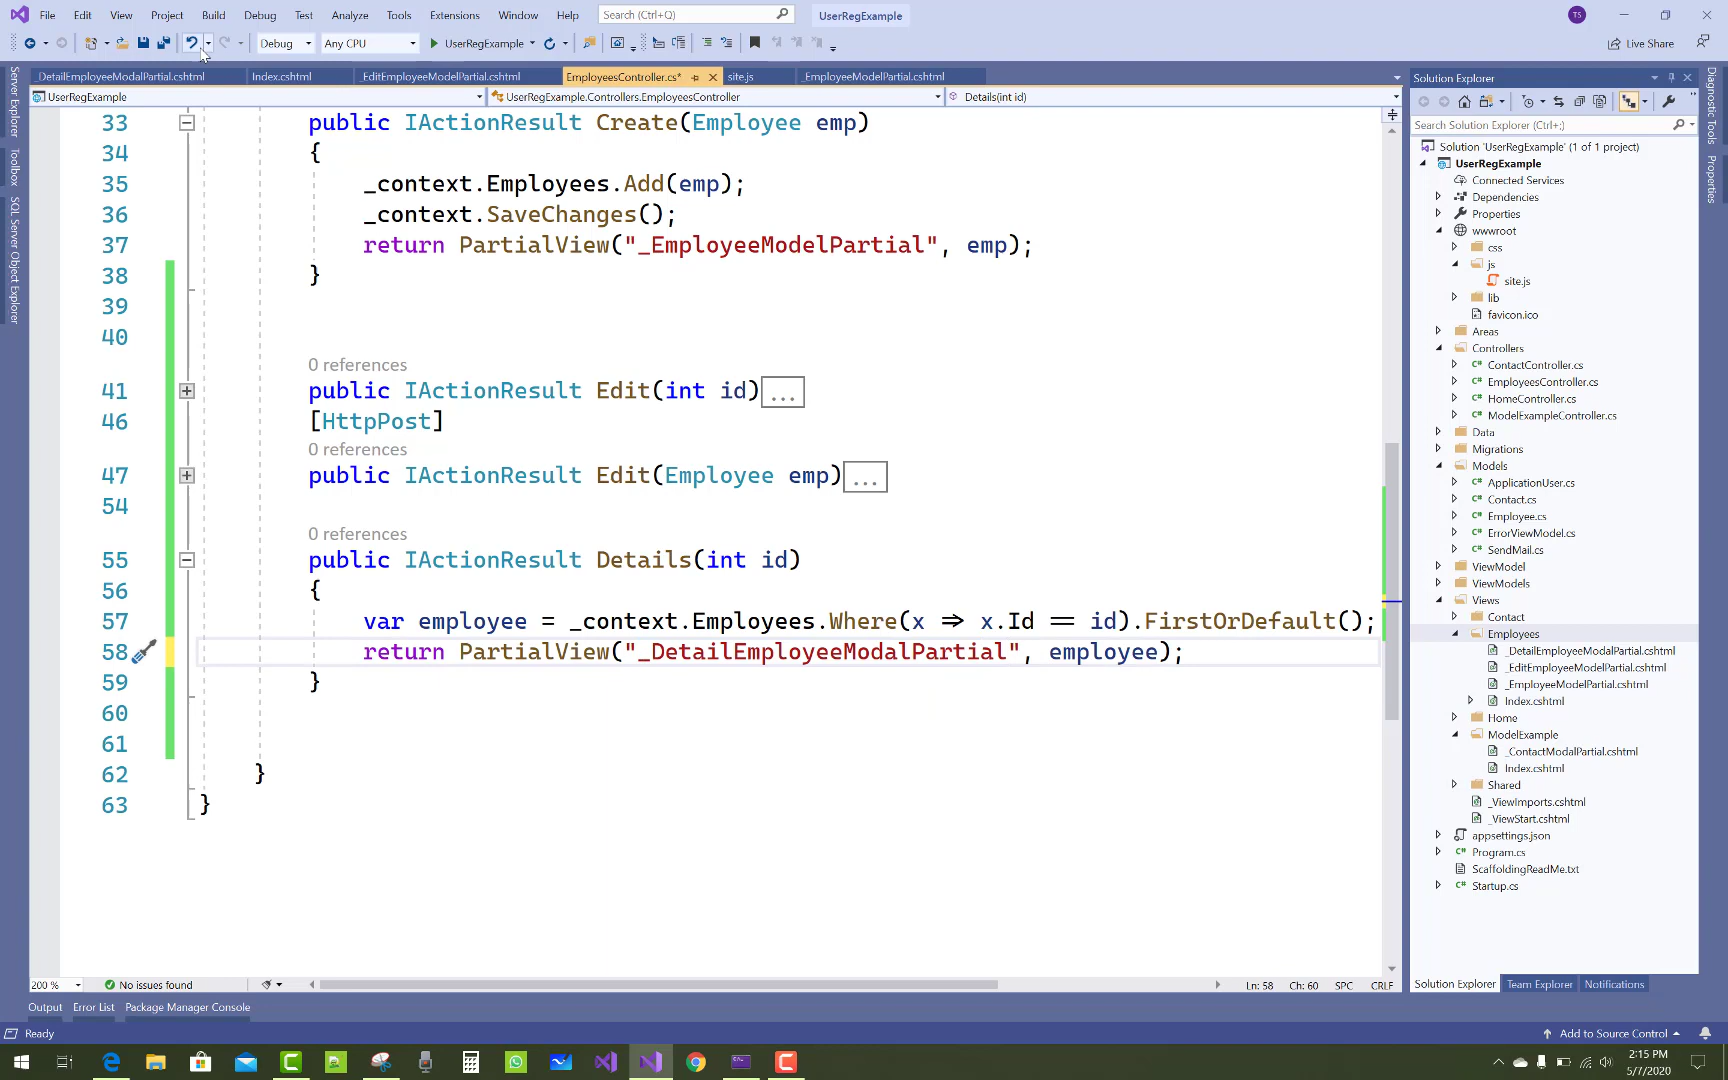 File Edit View Project Build Debug Test Analyze Tools Extensions Window Help Search (Ctrl+Q) UserRegExample TS
Debug Any CPU UserRegExample Live Share
_DetailEmployeeModalPartial.cshtml Index.cshtml _EditEmployeeModelPartial.cshtml EmployeesController.cs* site.js _EmployeeModelPartial.cshtml
UserRegExample UserRegExample.Controllers.EmployeesController Details(int id)
Server Explorer
Toolbox
SQL Server Object Explorer
33 public IActionResult Create(Employee emp)
34 {
35 _context.Employees.Add(emp);
36 _context.SaveChanges();
37 return PartialView("_EmployeeModelPartial", emp);
38 }
39
40
0 references
41 public IActionResult Edit(int id)...
46 [HttpPost]
0 references
47 public IActionResult Edit(Employee emp)...
54
0 references
55 public IActionResult Details(int id)
56 {
57 var employee = _context.Employees.Where(x => x.Id == id).FirstOrDefault();
58 return PartialView("_DetailEmployeeModalPartial", employee);
59 }
60
61
62 }
63 }
200 % No issues found Ln: 58 Ch: 60 SPC CRLF
Output Error List Package Manager Console
Solution Explorer
Search Solution Explorer (Ctrl+;)
Solution 'UserRegExample' (1 of 1 project)
UserRegExample
Connected Services
Dependencies
Properties
wwwroot
css
js
site.js
lib
favicon.ico
Areas
Controllers
C# ContactController.cs
C# EmployeesController.cs
C# HomeController.cs
C# ModelExampleController.cs
Data
Migrations
Models
C# ApplicationUser.cs
C# Contact.cs
C# Employee.cs
C# ErrorViewModel.cs
C# SendMail.cs
ViewModel
ViewModels
Views
Contact
Employees
_DetailEmployeeModalPartial.cshtml
_EditEmployeeModelPartial.cshtml
_EmployeeModelPartial.cshtml
Index.cshtml
Home
ModelExample
_ContactModalPartial.cshtml
Index.cshtml
Shared
_ViewImports.cshtml
_ViewStart.cshtml
appsettings.json
C# Program.cs
ScaffoldingReadMe.txt
C# Startup.cs
Solution Explorer Team Explorer Notifications
Diagnostic Tools
Properties
Ready Add to Source Control
2:15 PM
5/7/2020